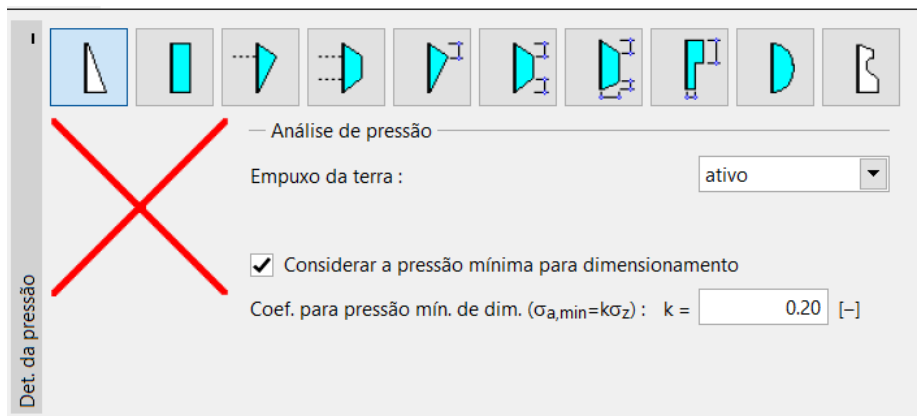 Análise de pressão
Empuxo da terra :
ativo
Considerar a pressão mínima para dimensionamento
Coef. para pressão mín. de dim. (σa,min=kσz) : k = 0.20 [–]
Det. da pressão